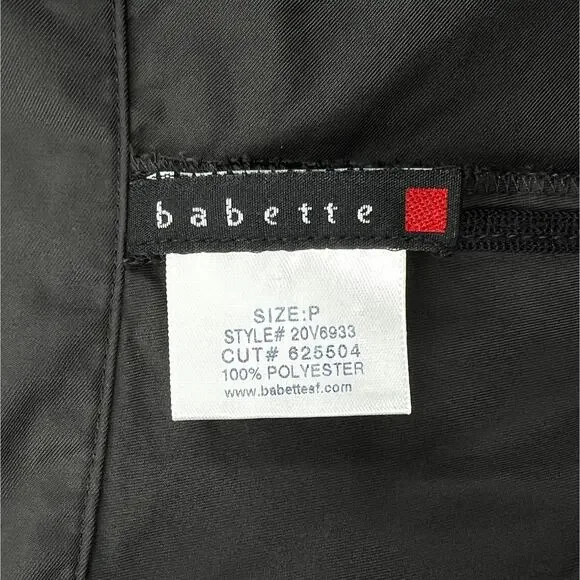 babette
SIZE:P
STYLE# 20V6933
CUT# 625504
100% POLYESTER
www.babettesf.com